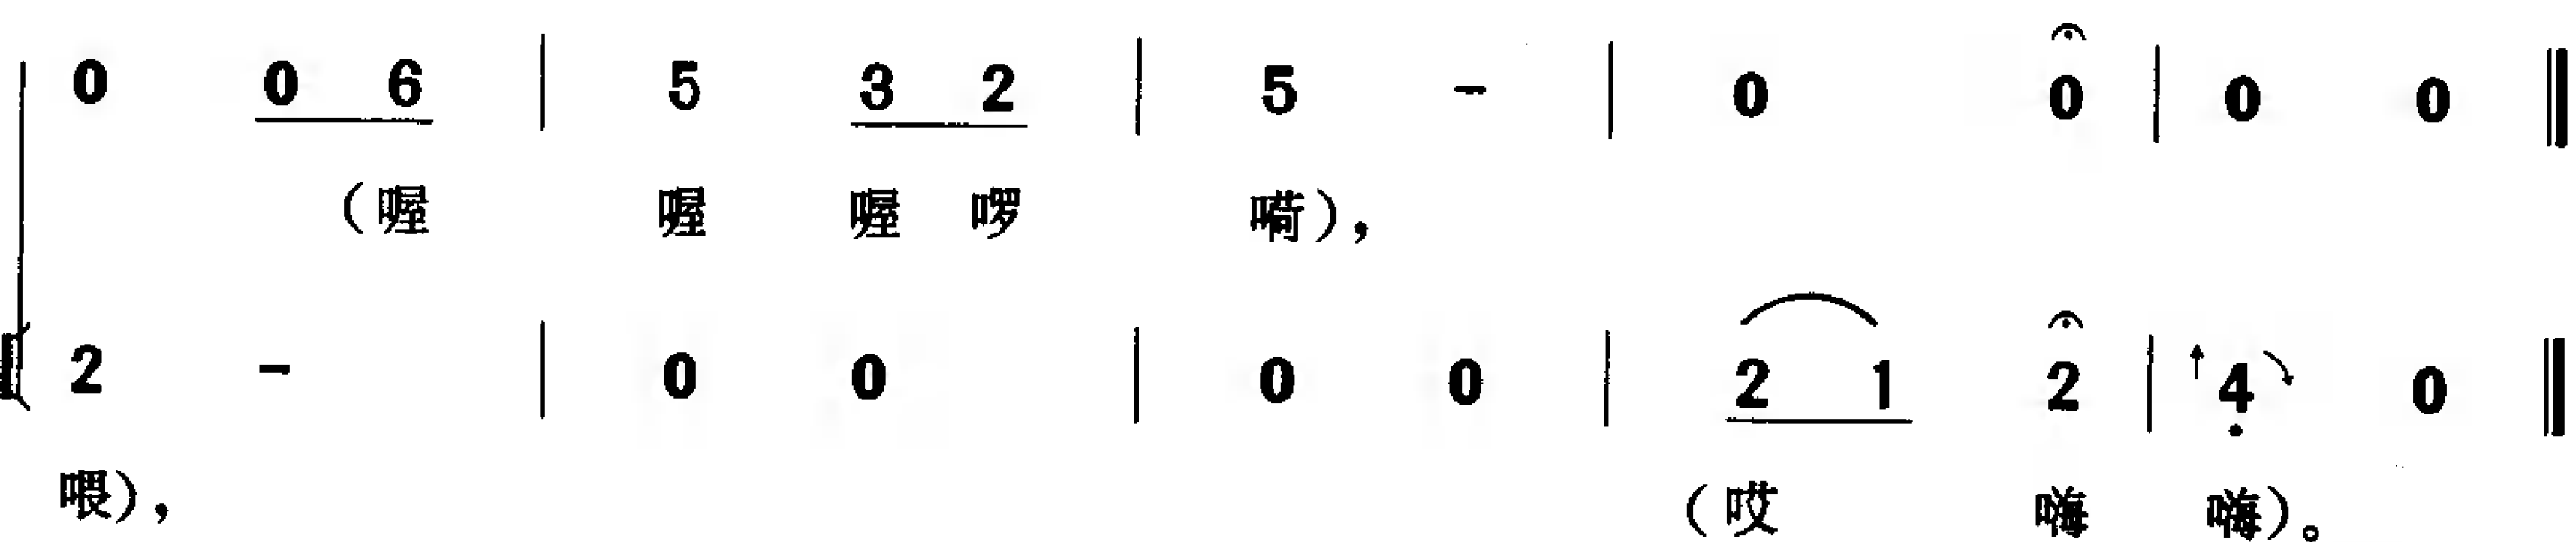 0 0 6 | 5 3 2 | 5 - | 0 0 | 0 0 ‖
（喔 喔 喔 啰 嗬），
2 - | 0 0 | 0 0 | 2 1 2 | ↑4 0 ‖
喂）， （哎 嗨 嗨）。